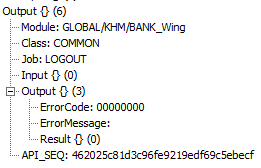 Output {} (6)
Module: GLOBAL/KHM/BANK_Wing
Class: COMMON
Job: LOGOUT
Input {} (0)
Output {} (3)
ErrorCode: 00000000
ErrorMessage:
Result {} (0)
API_SEQ: 462025c81d3c96fe9219edf69c5ebecf